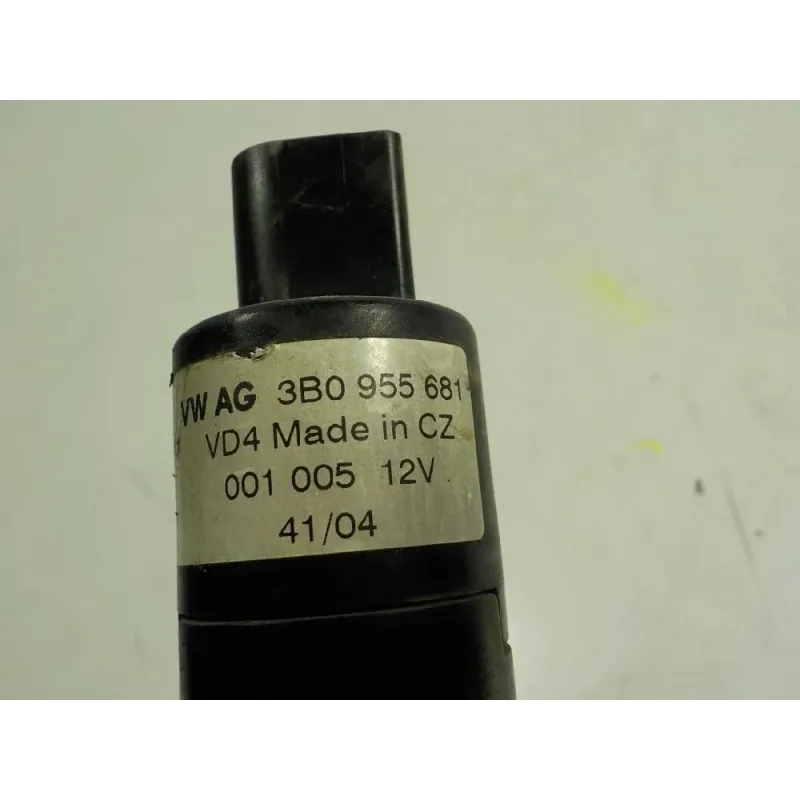 VW AG 3B0 955 681
VD4 Made in CZ
001 005 12V
41/04